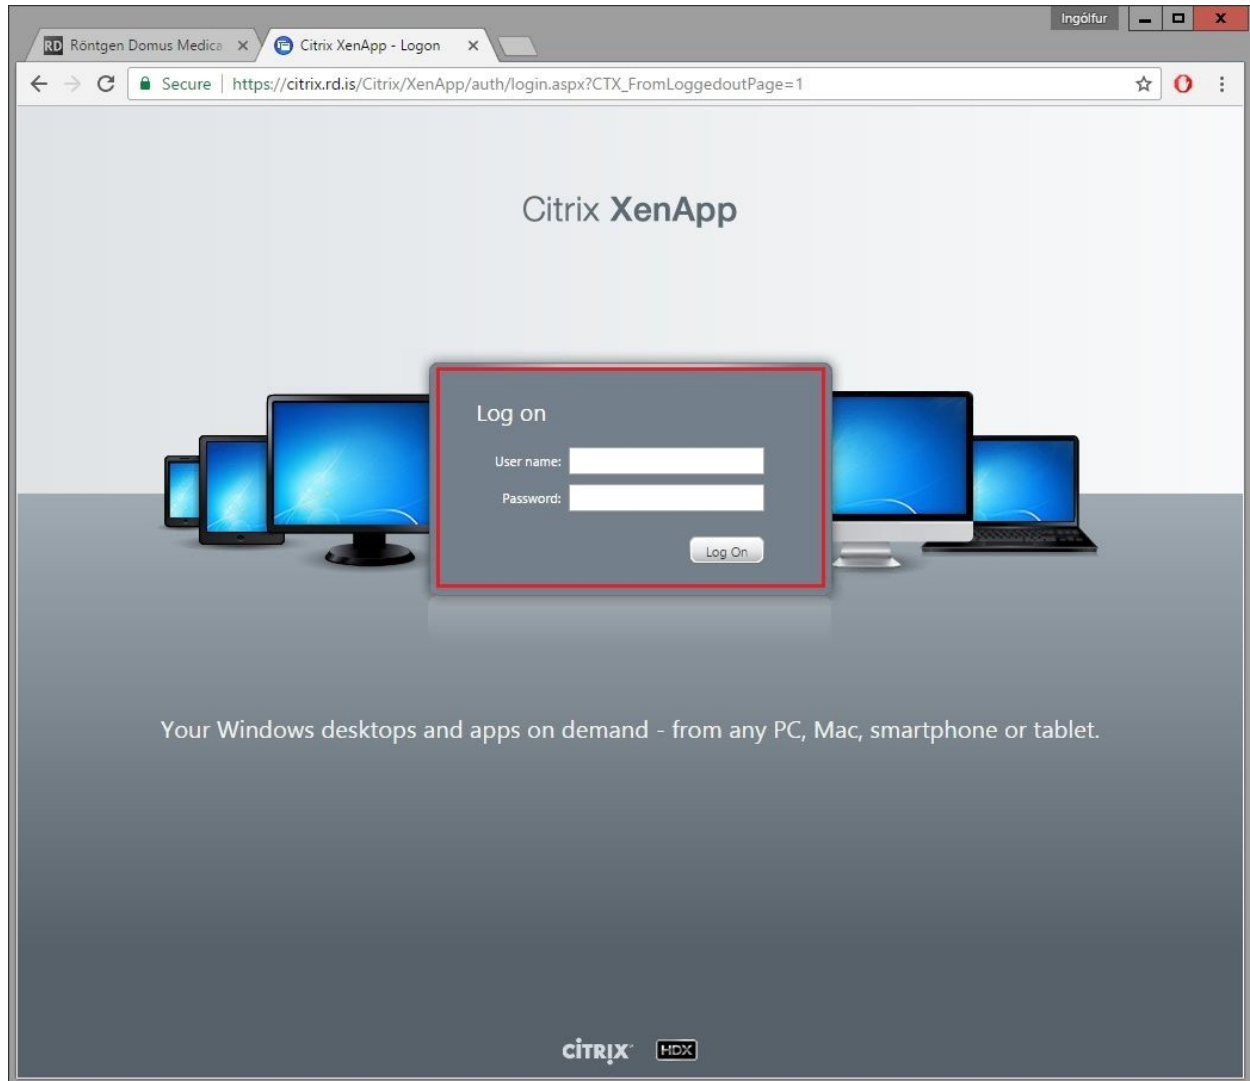 Ingólfur
RD Röntgen Domus Medica
Citrix XenApp - Logon
Secure | https://citrix.rd.is/Citrix/XenApp/auth/login.aspx?CTX_FromLoggedoutPage=1
Citrix XenApp
Log on
User name:
Password:
Log On
Your Windows desktops and apps on demand - from any PC, Mac, smartphone or tablet.
CİTRIX HDX